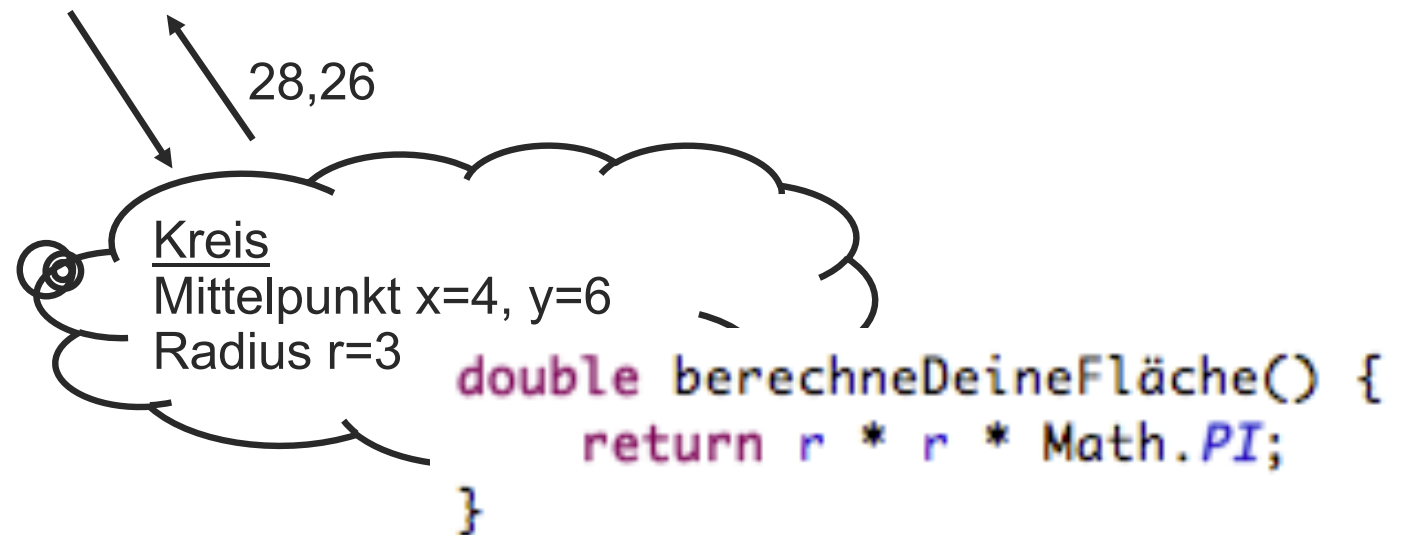 28,26
Kreis
Mittelpunkt x=4, y=6
Radius r=3
double berechneDeineFläche() {
    return r * r * Math.PI;
}